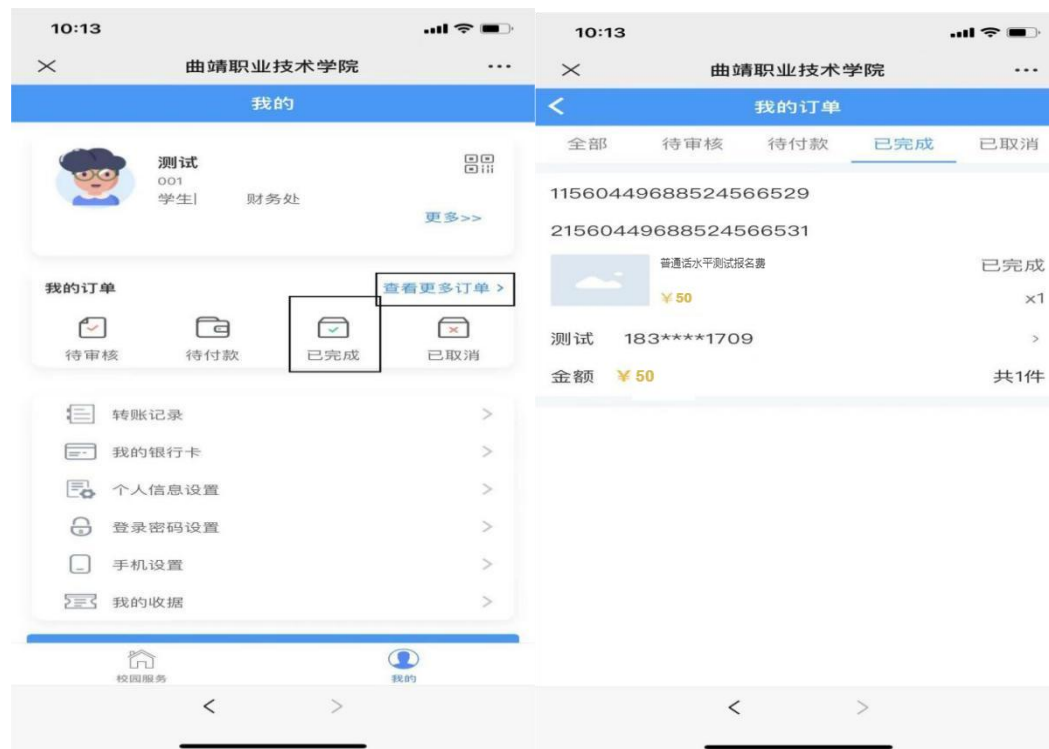 10:13
曲靖职业技术学院
我的
测试
001
学生| 财务处
更多>>
我的订单 查看更多订单 >
待审核 待付款 已完成 已取消
转账记录
我的银行卡
个人信息设置
登录密码设置
手机设置
我的收据
校园服务 我的
10:13
曲靖职业技术学院
我的订单
全部 待审核 待付款 已完成 已取消
11560449688524566529
21560449688524566531
普通话水平测试报名费 已完成
￥50 x1
测试 183****1709
金额 ￥50 共1件